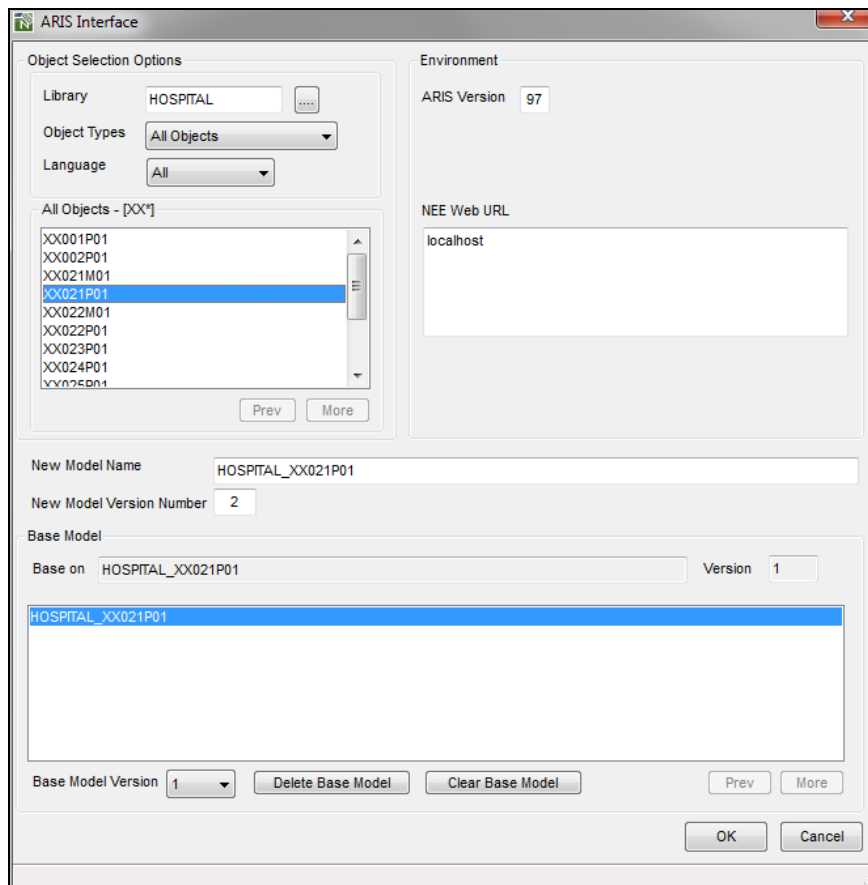 ARIS Interface
Object Selection Options
Library HOSPITAL ....
Object Types All Objects
Language All
All Objects - [XX*]
XX001P01
XX002P01
XX021M01
XX021P01
XX022M01
XX022P01
XX023P01
XX024P01
XX025P01
Prev More
Environment
ARIS Version 97
NEE Web URL
localhost
New Model Name HOSPITAL_XX021P01
New Model Version Number 2
Base Model
Base on HOSPITAL_XX021P01 Version 1
HOSPITAL_XX021P01
Base Model Version 1 Delete Base Model Clear Base Model Prev More
OK Cancel